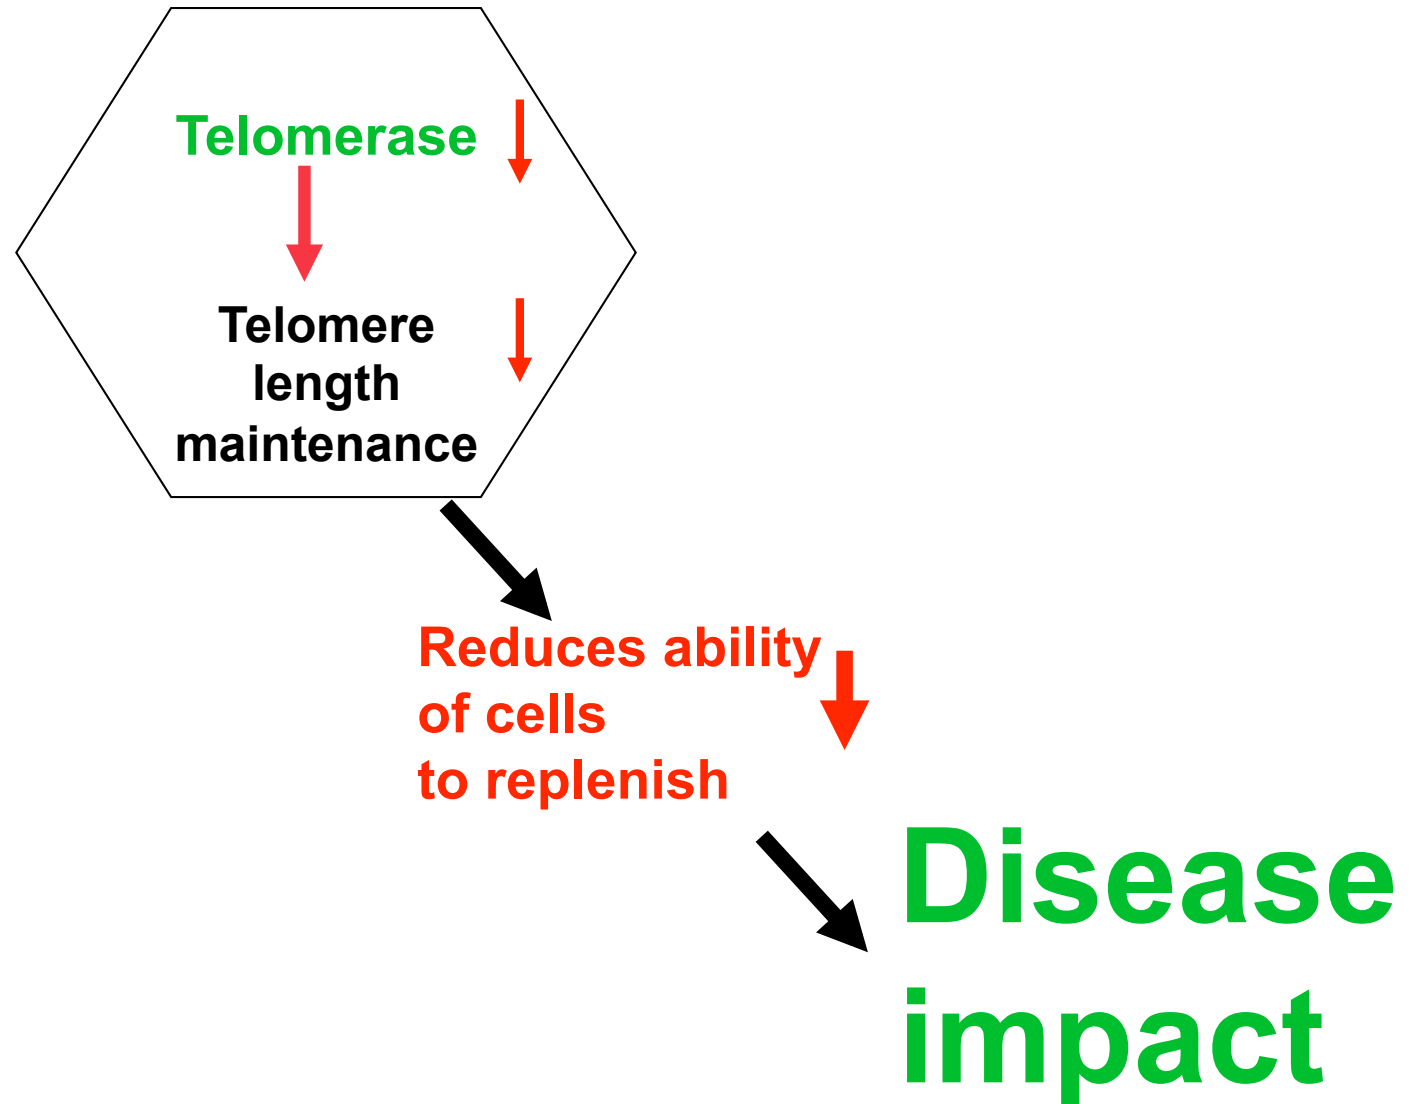 Telomerase
Telomere
length
maintenance
Reduces ability
of cells
to replenish
Disease
impact